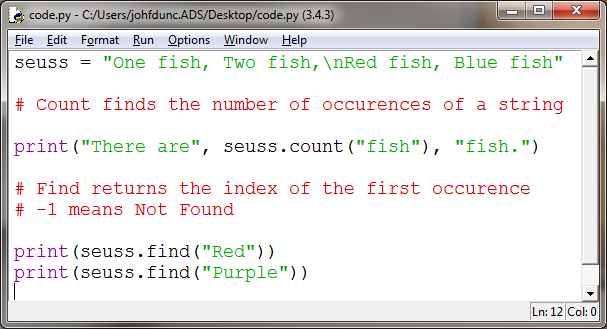 code.py - C:/Users/johfdunc.ADS/Desktop/code.py (3.4.3)
File Edit Format Run Options Window Help
seuss = "One fish, Two fish,\nRed fish, Blue fish"
# Count finds the number of occurences of a string
print("There are", seuss.count("fish"), "fish.")
# Find returns the index of the first occurence
# -1 means Not Found
print(seuss.find("Red"))
print(seuss.find("Purple"))
Ln: 12 Col: 0